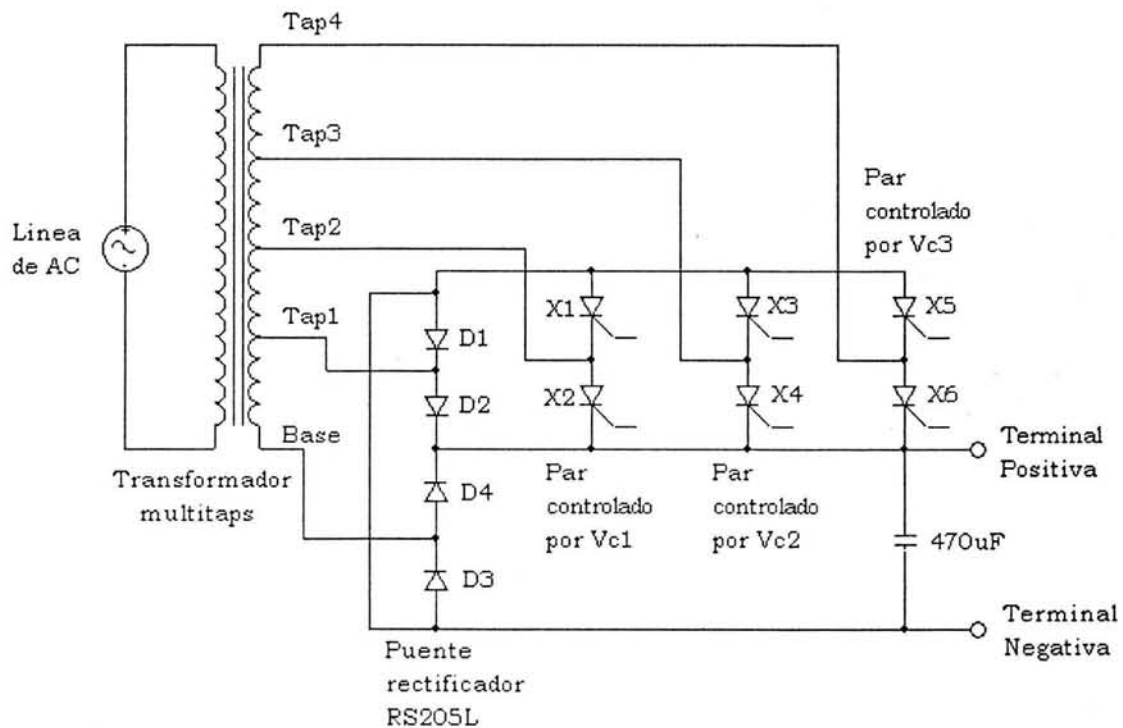 Tap4
Tap3
Par
controlado
por Vc3
Linea
de AC
Tap2
Tap1
X1
X3
X5
D1
D2
X2
X4
X6
Base
Terminal
Positiva
Transformador
multitaps
D4
Par
controlado
por Vc1
Par
controlado
por Vc2
470uF
D3
Terminal
Negativa
Puente
rectificador
RS205L